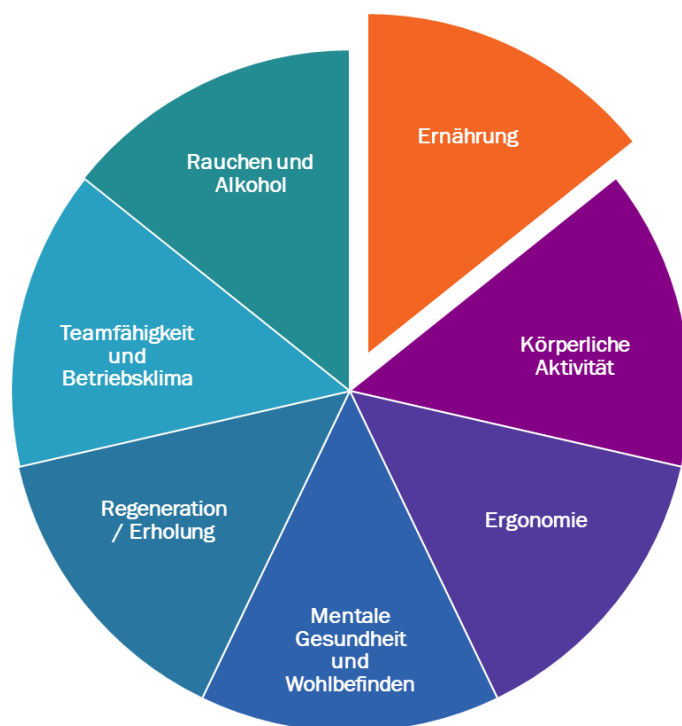 Ernährung
Körperliche
Aktivität
Ergonomie
Mentale
Gesundheit
und
Wohlbefinden
Regeneration
/ Erholung
Teamfähigkeit
und
Betriebsklima
Rauchen und
Alkohol